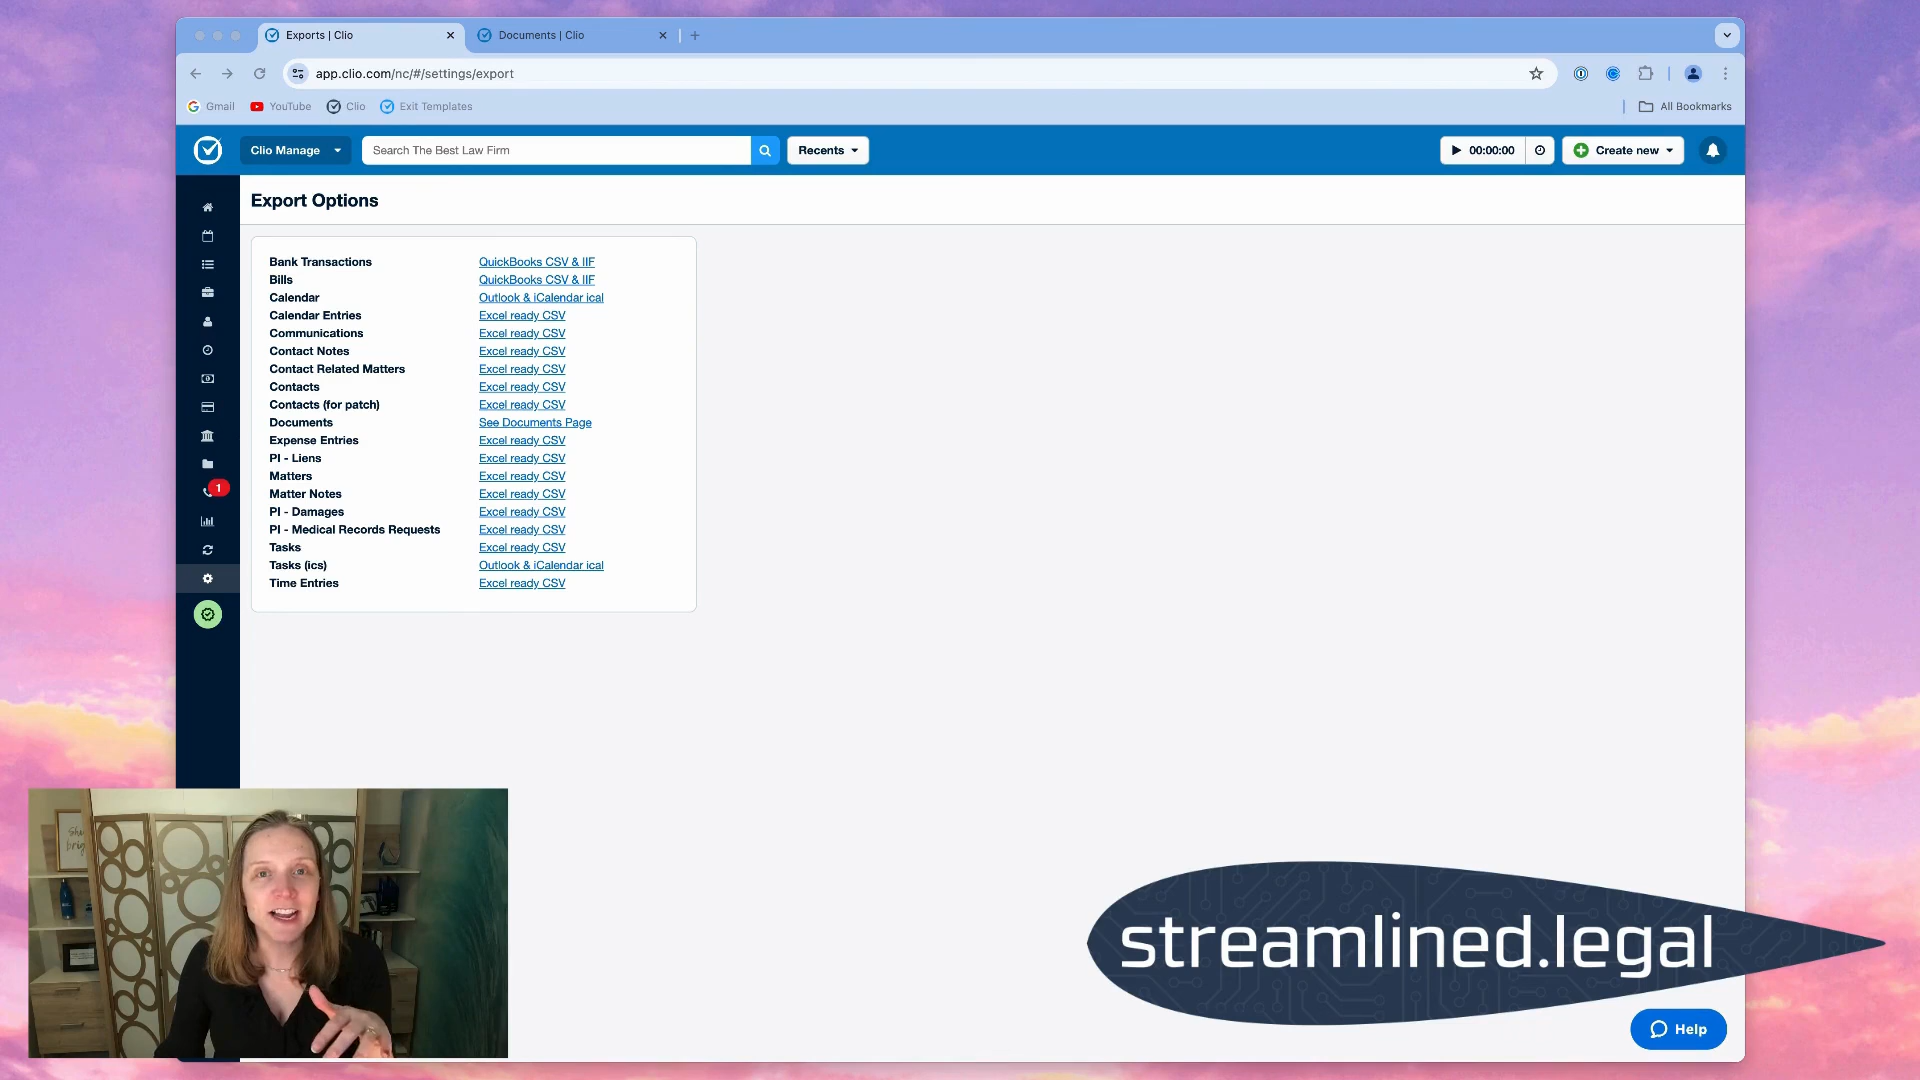 Exports | Clio
Documents | Clio
app.clio.com/nc/#/settings/export
Gmail
YouTube
Clio
Exit Templates
All Bookmarks
Clio Manage
Search The Best Law Firm
Recents
00:00:00
Create new
Export Options
Bank Transactions QuickBooks CSV & IIF
Bills QuickBooks CSV & IIF
Calendar Outlook & iCalendar ical
Calendar Entries Excel ready CSV
Communications Excel ready CSV
Contact Notes Excel ready CSV
Contact Related Matters Excel ready CSV
Contacts Excel ready CSV
Contacts (for patch) Excel ready CSV
Documents See Documents Page
Expense Entries Excel ready CSV
PI - Liens Excel ready CSV
Matters Excel ready CSV
Matter Notes Excel ready CSV
PI - Damages Excel ready CSV
PI - Medical Records Requests Excel ready CSV
Tasks Excel ready CSV
Tasks (ics) Outlook & iCalendar ical
Time Entries Excel ready CSV
1
She
streamlined.legal
Help